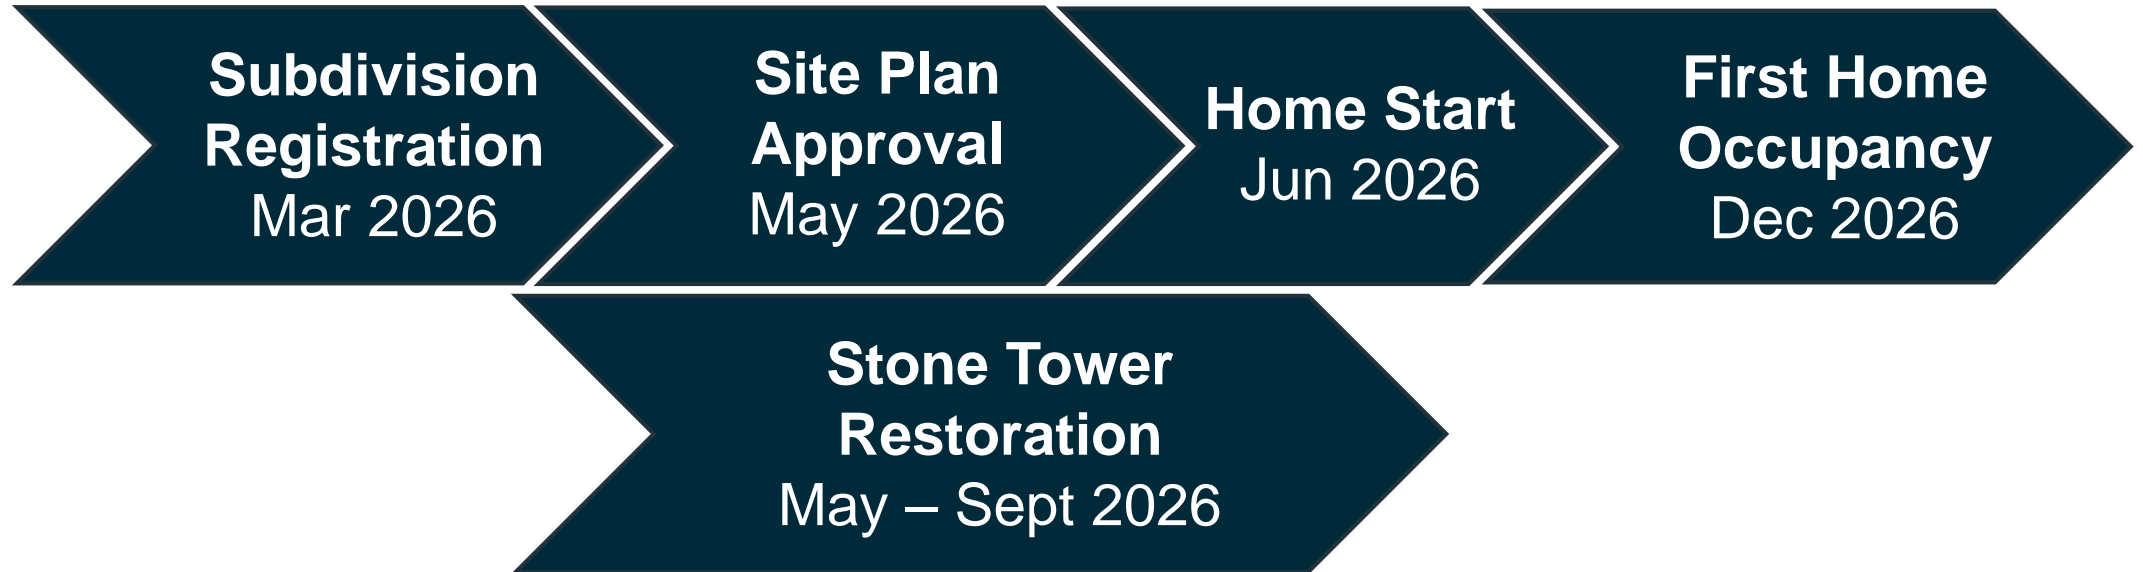 Subdivision
Registration
Mar 2026
Site Plan
Approval
May 2026
Home Start
Jun 2026
First Home
Occupancy
Dec 2026
Stone Tower
Restoration
May – Sept 2026